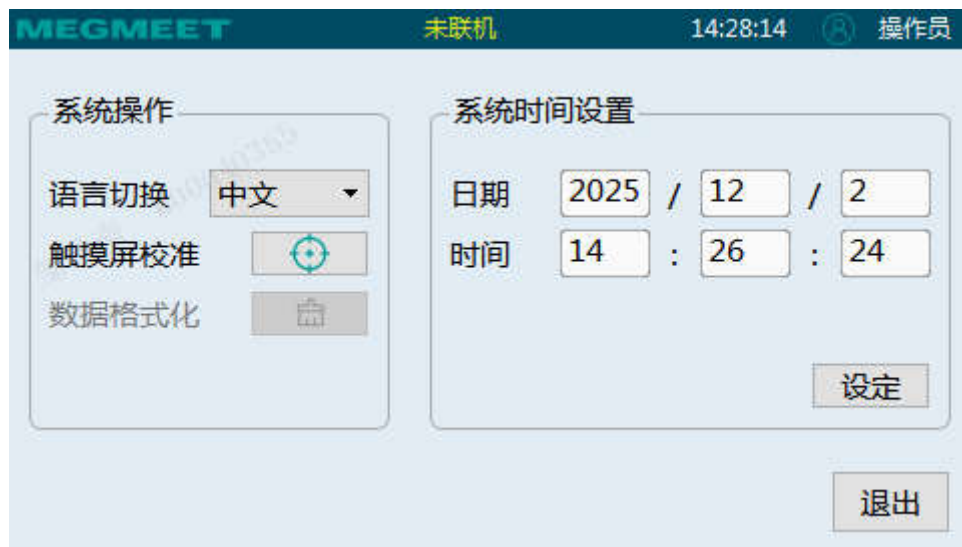 MEGMEET 未联机 14:28:14 操作员
系统操作
语言切换 中文
触摸屏校准
数据格式化
系统时间设置
日期 2025 / 12 / 2
时间 14 : 26 : 24
设定
退出